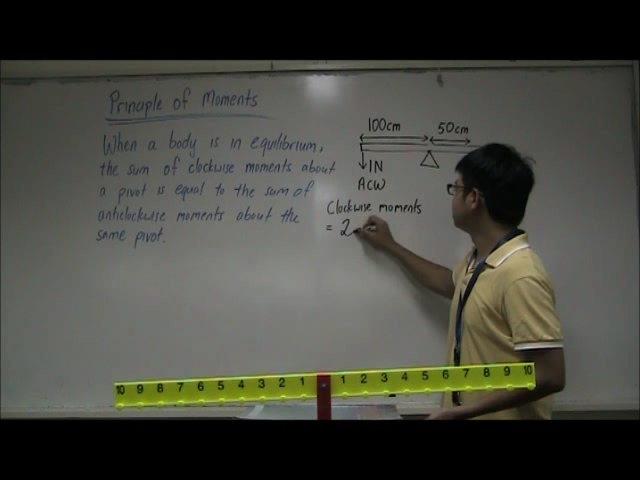 Principle of Moments
When a body is in equilibrium,
the sum of clockwise moments about
a pivot is equal to the sum of
anticlockwise moments about the
same pivot.
100cm 50cm
1N
ACW
Clockwise moments
= 2
10 9 8 7 6 5 4 3 2 1 1 2 3 4 5 6 7 8 9 10